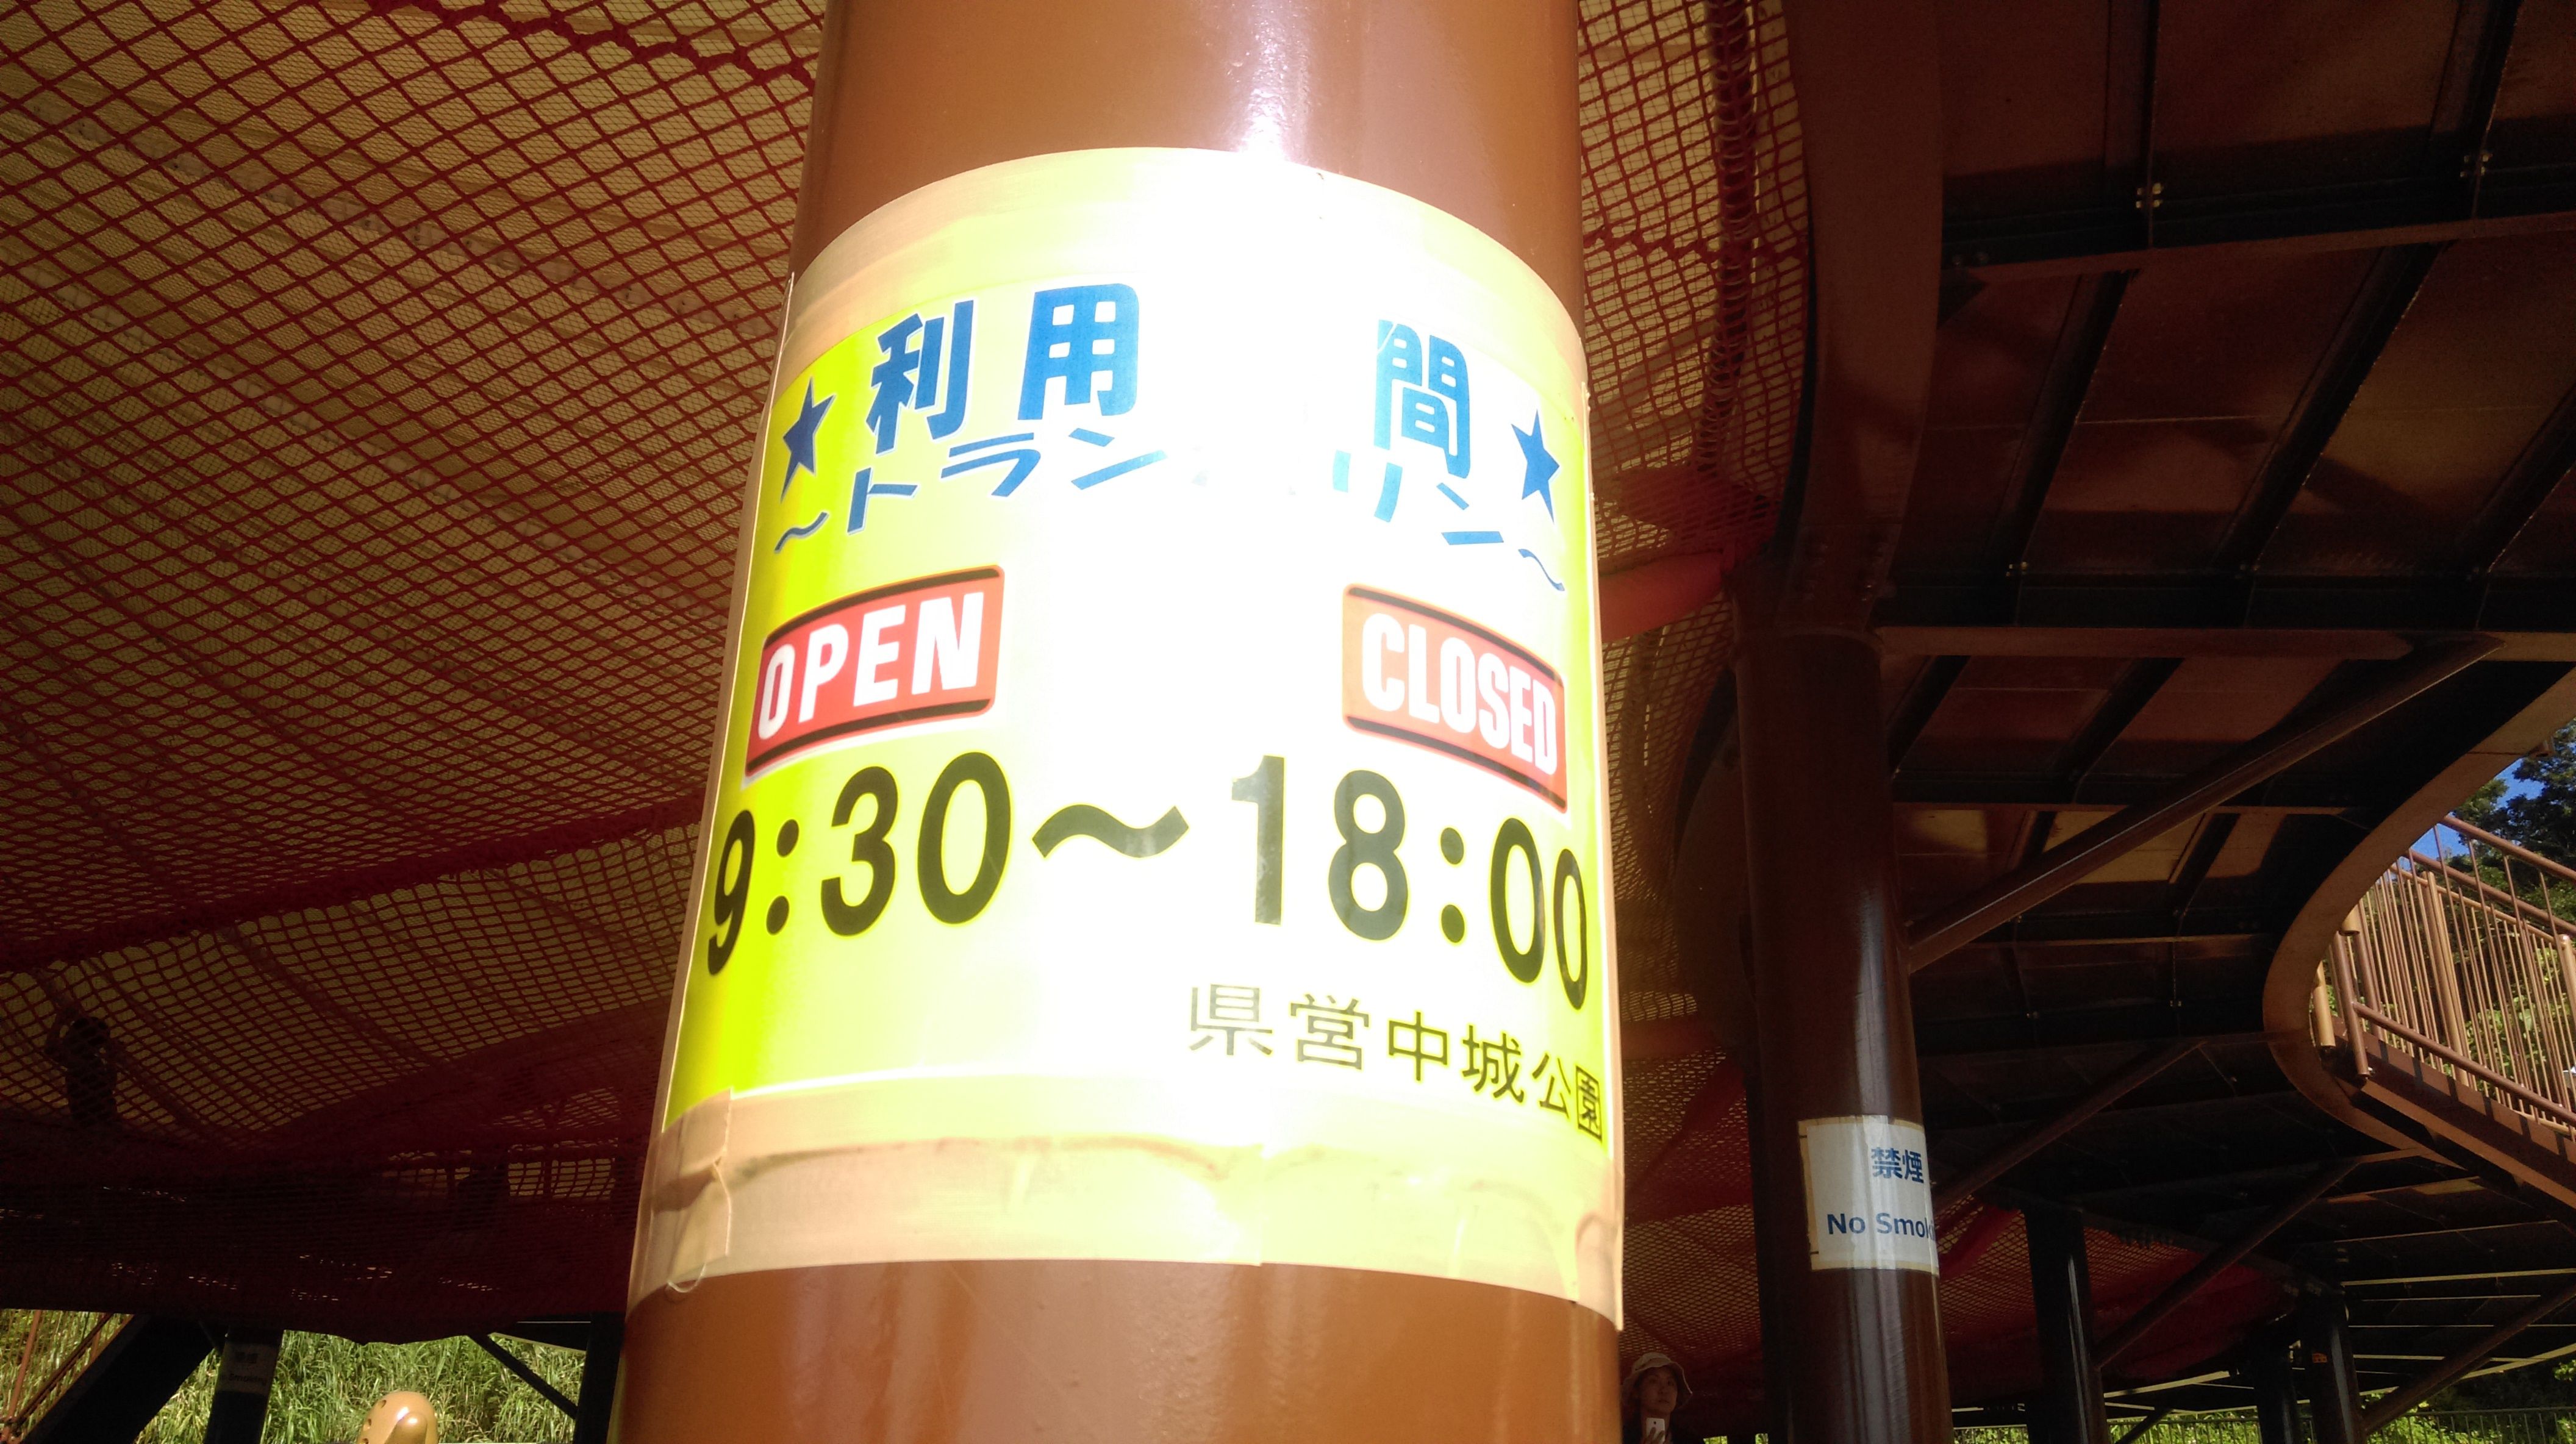 ★利用 間★
～トラン リン～
OPEN CLOSED
9:30～18:00
県営中城公園
禁煙
No Smok